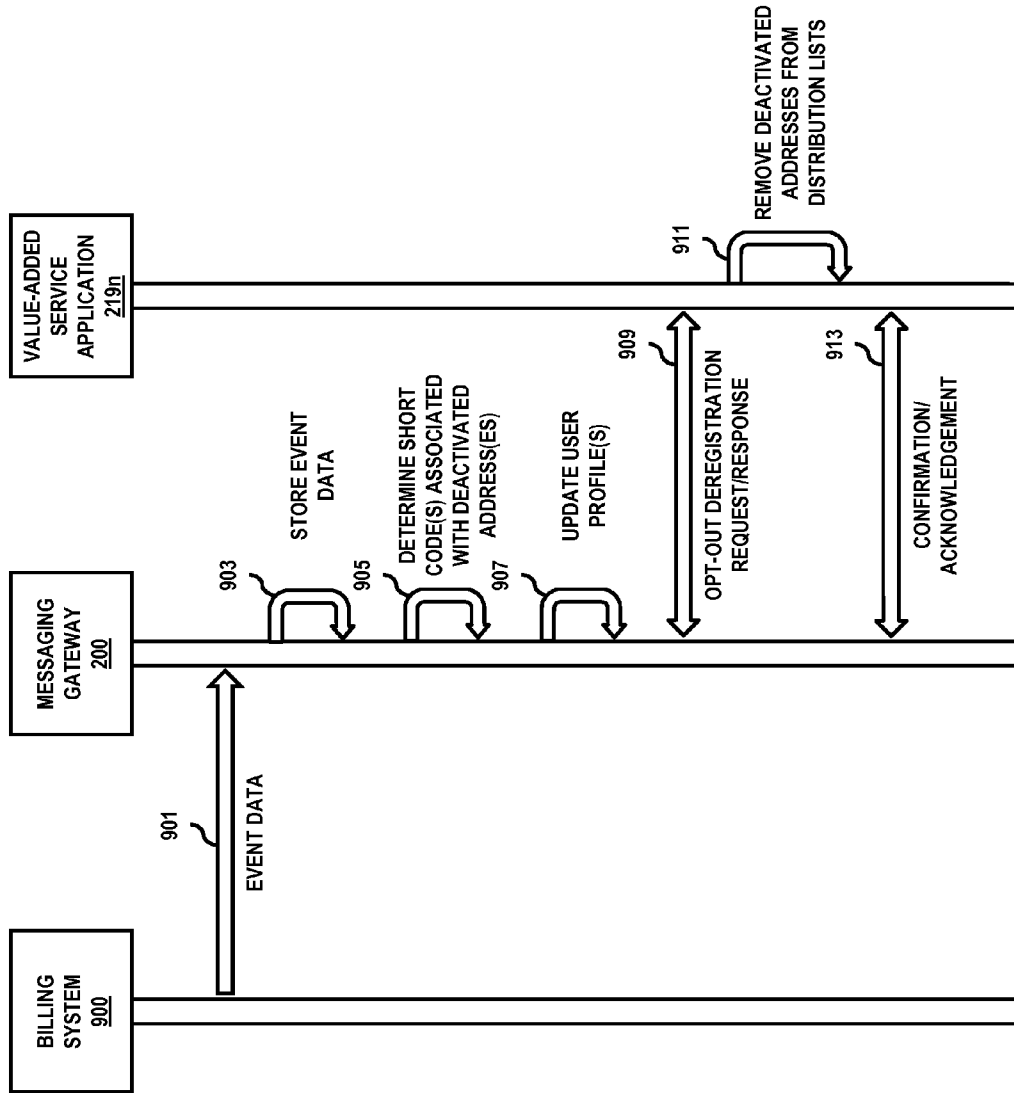 BILLING
SYSTEM
900
MESSAGING
GATEWAY
200
VALUE-ADDED
SERVICE
APPLICATION
219n
901
EVENT DATA
903
STORE EVENT
DATA
905
DETERMINE SHORT
CODE(S) ASSOCIATED
WITH DEACTIVATED
ADDRESS(ES)
907
UPDATE USER
PROFILE(S)
909
OPT-OUT DEREGISTRATION
REQUEST/RESPONSE
911
REMOVE DEACTIVATED
ADDRESSES FROM
DISTRIBUTION LISTS
913
CONFIRMATION/
ACKNOWLEDGEMENT